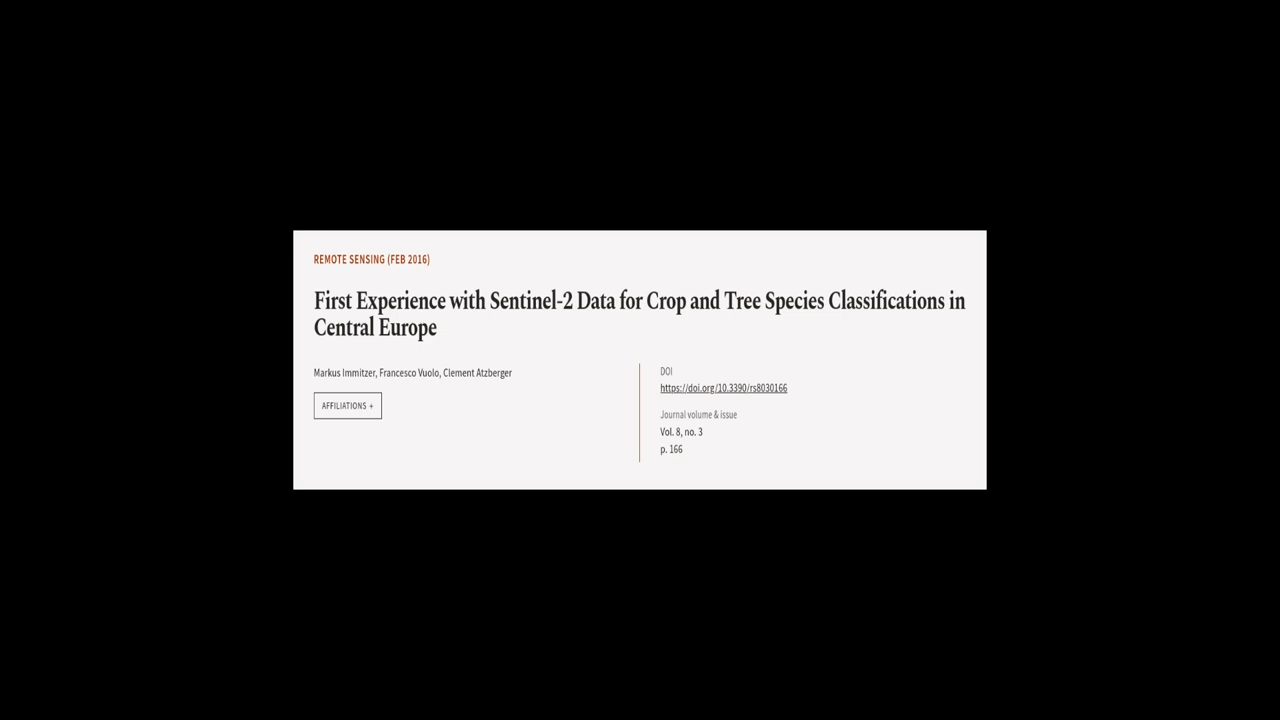 REMOTE SENSING (FEB 2016)
First Experience with Sentinel-2 Data for Crop and Tree Species Classifications in
Central Europe
Markus Immitzer, Francesco Vuolo, Clement Atzberger
AFFILIATIONS +
DOI
https://doi.org/10.3390/rs8030166
Journal volume & issue
Vol. 8, no. 3
p. 166